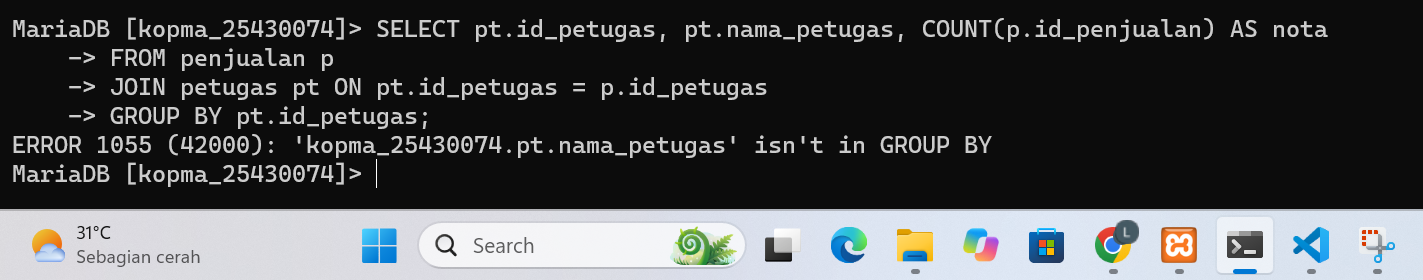 MariaDB [kopma_25430074]> SELECT pt.id_petugas, pt.nama_petugas, COUNT(p.id_penjualan) AS nota
    -> FROM penjualan p
    -> JOIN petugas pt ON pt.id_petugas = p.id_petugas
    -> GROUP BY pt.id_petugas;
ERROR 1055 (42000): 'kopma_25430074.pt.nama_petugas' isn't in GROUP BY
MariaDB [kopma_25430074]>
31°C
Sebagian cerah
Search
L